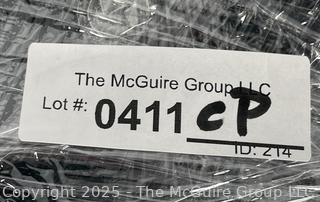 The McGuire Group LLC
Lot #: 0411 CP
ID: 214
Copyright 2025 - The McGuire Group LLC